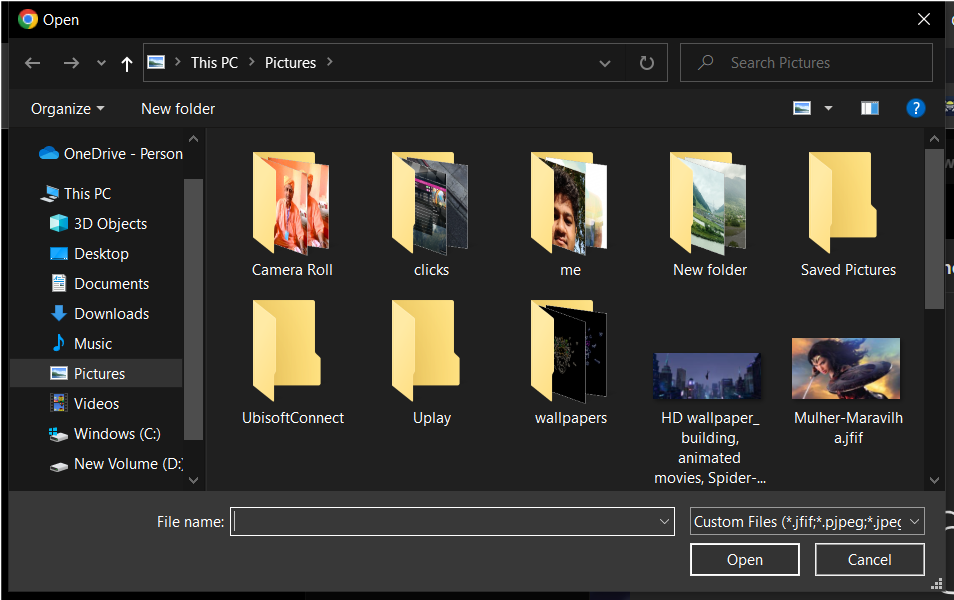 Open
This PC
Pictures
Search Pictures
Organize
New folder
?
OneDrive - Person
This PC
3D Objects
Desktop
Documents
Downloads
Music
Pictures
Videos
Windows (C:)
New Volume (D:)
Camera Roll
clicks
me
New folder
Saved Pictures
UbisoftConnect
Uplay
wallpapers
HD wallpaper_
building,
animated
movies, Spider-...
Mulher-Maravilh
a.jfif
File name:
Custom Files (*.jfif;*.pjpeg;*.jpeg
Open
Cancel